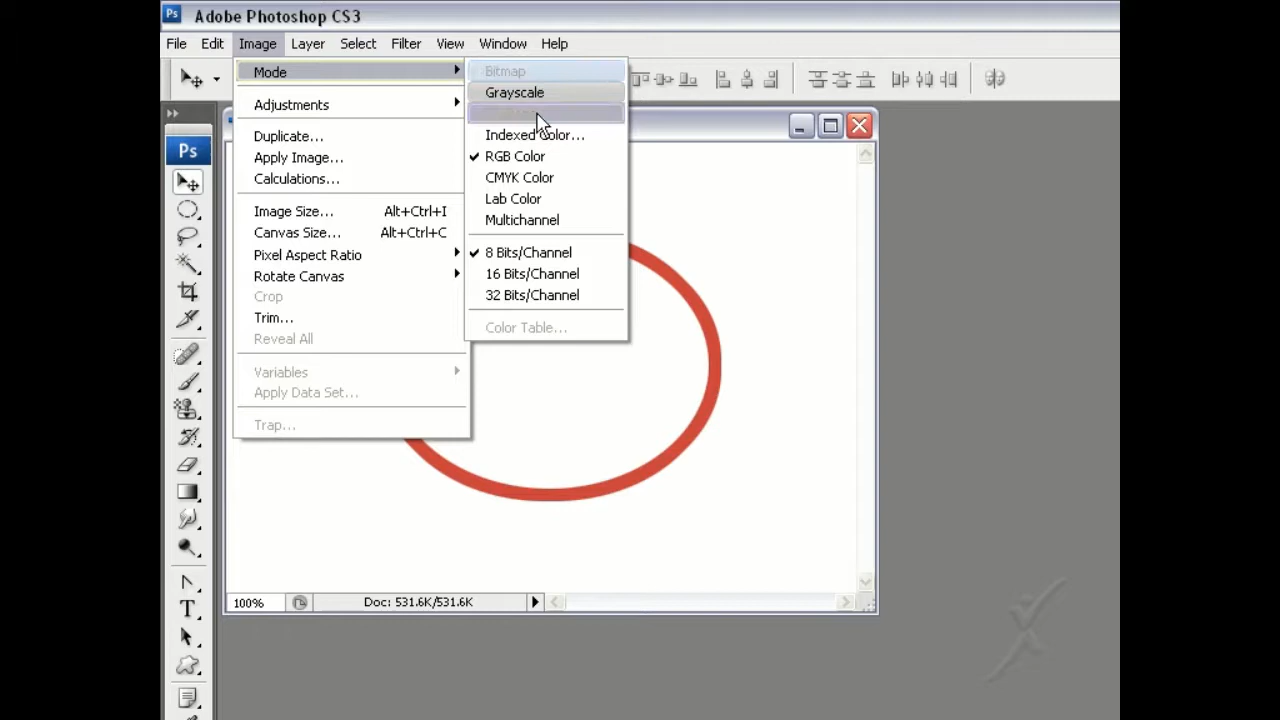 Ps Adobe Photoshop CS3
File Edit Image Layer Select Filter View Window Help
Mode
Adjustments
Duplicate...
Apply Image...
Calculations...
Image Size... Alt+Ctrl+I
Canvas Size... Alt+Ctrl+C
Pixel Aspect Ratio
Rotate Canvas
Crop
Trim...
Reveal All
Variables
Apply Data Set...
Trap...
Bitmap
Grayscale
Indexed Color...
RGB Color
CMYK Color
Lab Color
Multichannel
8 Bits/Channel
16 Bits/Channel
32 Bits/Channel
Color Table...
Ps
T
100% Doc: 531.6K/531.6K